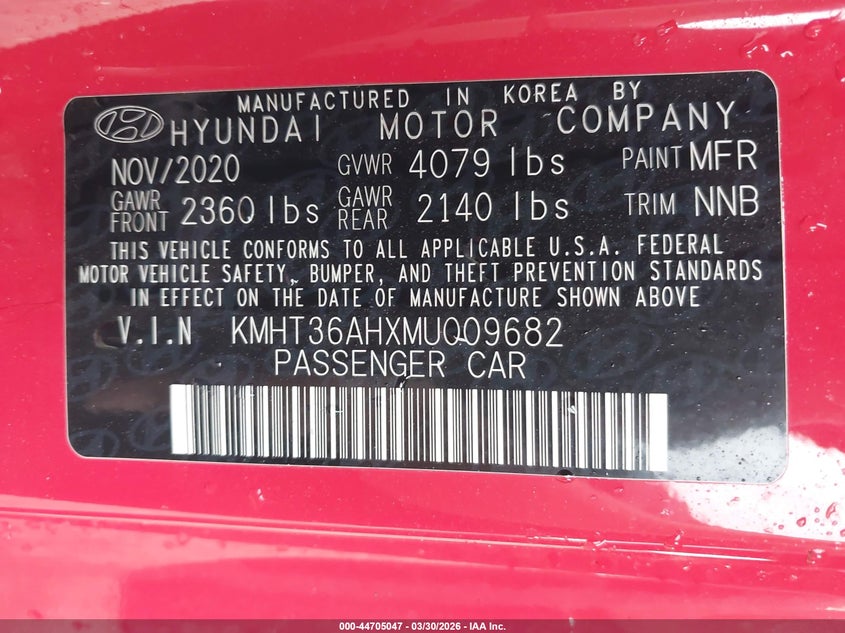 MANUFACTURED IN KOREA BY
HYUNDAI MOTOR COMPANY
NOV/2020 GVWR 4079 lbs PAINT MFR
GAWR FRONT 2360 lbs GAWR REAR 2140 lbs TRIM NNB
THIS VEHICLE CONFORMS TO ALL APPLICABLE U.S.A. FEDERAL
MOTOR VEHICLE SAFETY, BUMPER, AND THEFT PREVENTION STANDARDS
IN EFFECT ON THE DATE OF MANUFACTURE SHOWN ABOVE
V.I.N KMHT36AHXMU009682
PASSENGER CAR
000-44705047 | 03/30/2026 - IAA Inc.